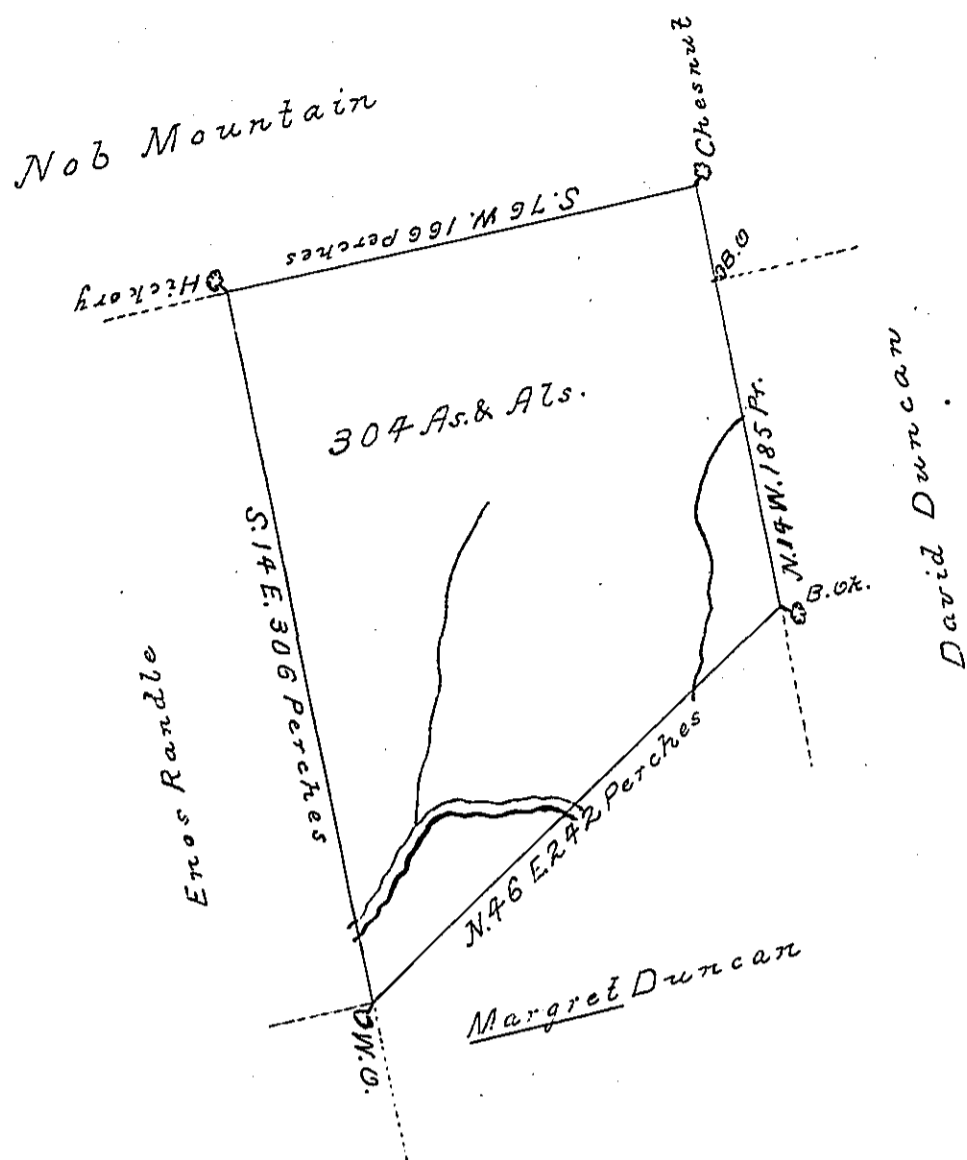 Nob Mountain
Chesnut
S.76 W. 166 Perches
Hickory
B.O
304 As.& Als.
David Duncan
N.14 W. 185 Pr.
S.14 E. 306 Perches
B.Ok.
Enos Randle
N.46 E. 242 Perches
Margret Duncan
W.O.